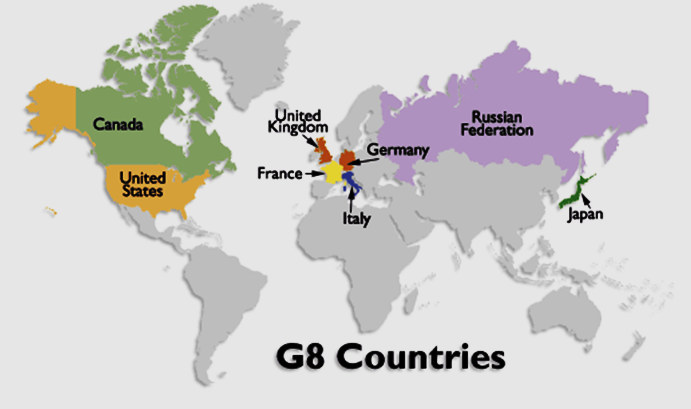 Canada
United
States
United
Kingdom
France
Germany
Italy
Russian
Federation
Japan
G8 Countries